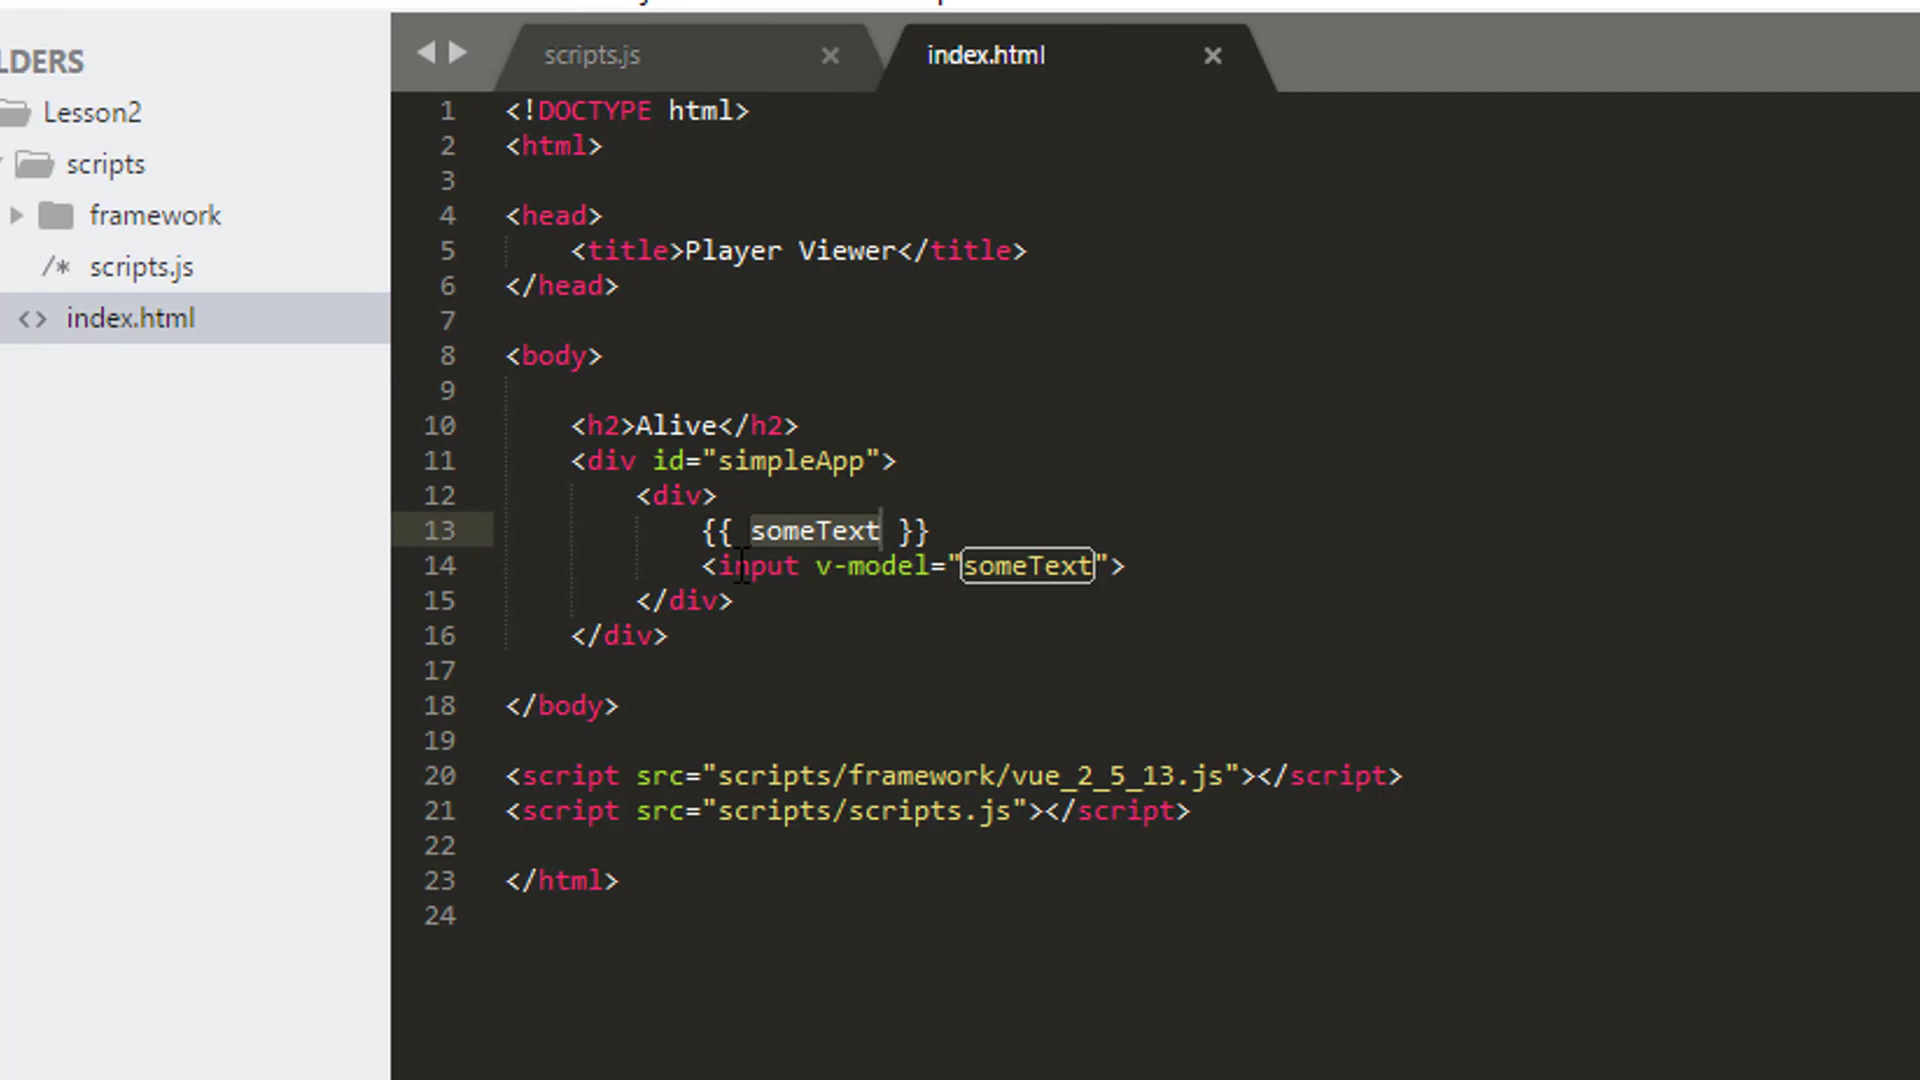 LDERS
Lesson2
scripts
framework
/* scripts.js
<> index.html
scripts.js ×
index.html ×
1 <!DOCTYPE html>
2 <html>
3
4 <head>
5 <title>Player Viewer</title>
6 </head>
7
8 <body>
9
10 <h2>Alive</h2>
11 <div id="simpleApp">
12 <div>
13 {{ someText }}
14 <input v-model="someText">
15 </div>
16 </div>
17
18 </body>
19
20 <script src="scripts/framework/vue_2_5_13.js"></script>
21 <script src="scripts/scripts.js"></script>
22
23 </html>
24